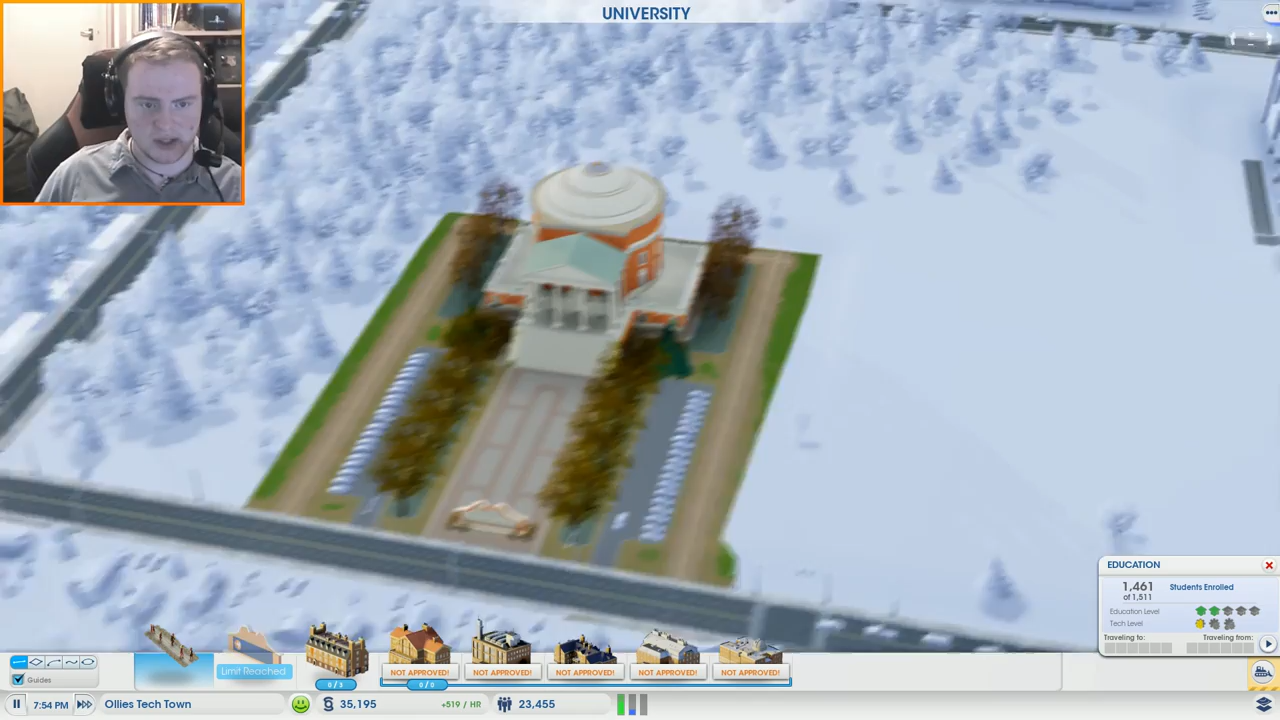 UNIVERSITY
EDUCATION
1,461
of 1,511
Students Enrolled
Education Level
Tech Level
Traveling to:
Traveling from:
Limit Reached
NOT APPROVED!
NOT APPROVED!
NOT APPROVED!
NOT APPROVED!
NOT APPROVED!
Guides
0 / 3
0 / 0
7:54 PM
Ollies Tech Town
35,195
+519 / HR
23,455